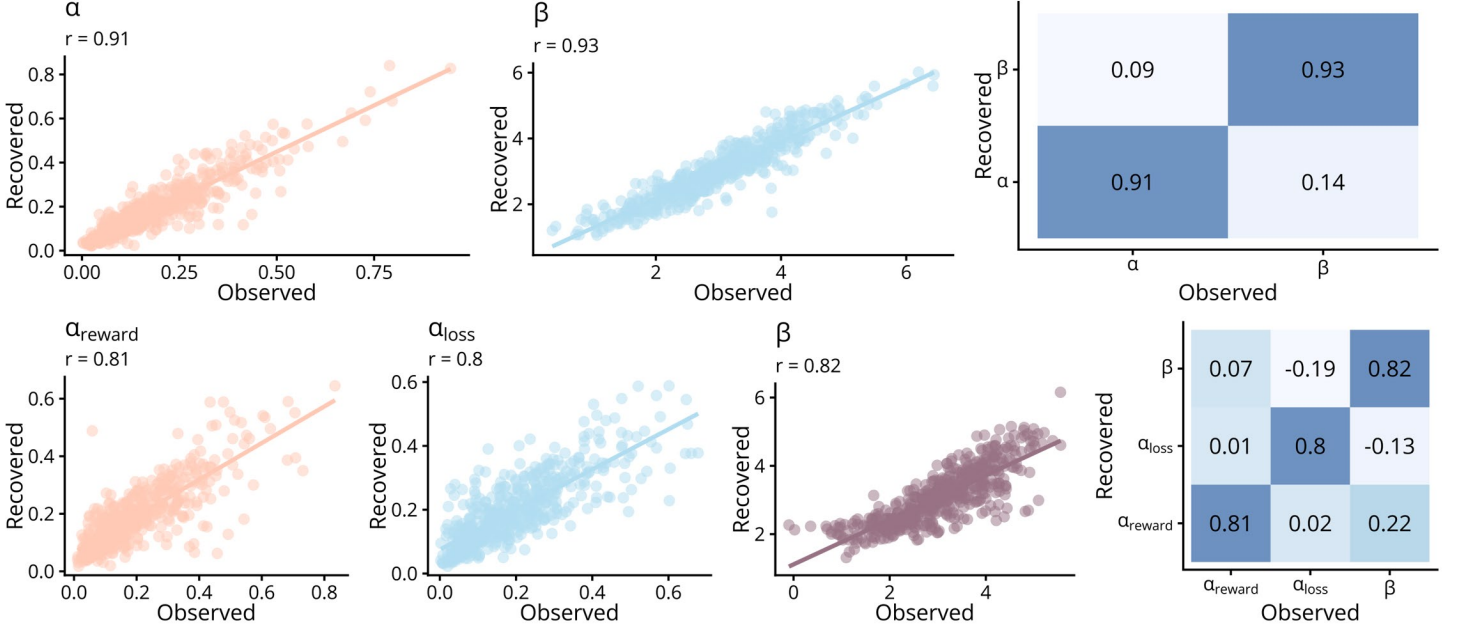 α
r = 0.91
0.8
0.6
0.4
0.2
0.0
Recovered
0.00 0.25 0.50 0.75
Observed
β
r = 0.93
6
4
2
Recovered
2 4 6
Observed
β 0.09 0.93
α 0.91 0.14
Recovered
α β
Observed
αreward
r = 0.81
0.6
0.4
0.2
0.0
Recovered
0.0 0.2 0.4 0.6 0.8
Observed
αloss
r = 0.8
0.6
0.4
0.2
0.0
Recovered
0.0 0.2 0.4 0.6
Observed
β
r = 0.82
6
4
2
Recovered
0 2 4
Observed
β 0.07 -0.19 0.82
αloss 0.01 0.8 -0.13
αreward 0.81 0.02 0.22
Recovered
αreward αloss β
Observed